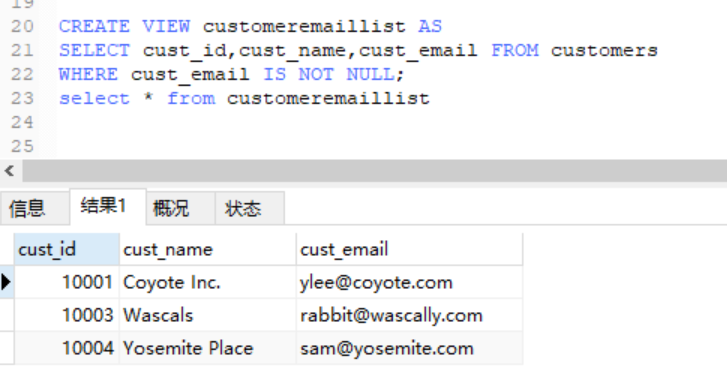 19
20 CREATE VIEW customeremaillist AS
21 SELECT cust_id,cust_name,cust_email FROM customers
22 WHERE cust_email IS NOT NULL;
23 select * from customeremaillist
24
25
信息 结果1 概况 状态
cust_id cust_name cust_email
10001 Coyote Inc. ylee@coyote.com
10003 Wascals rabbit@wascally.com
10004 Yosemite Place sam@yosemite.com